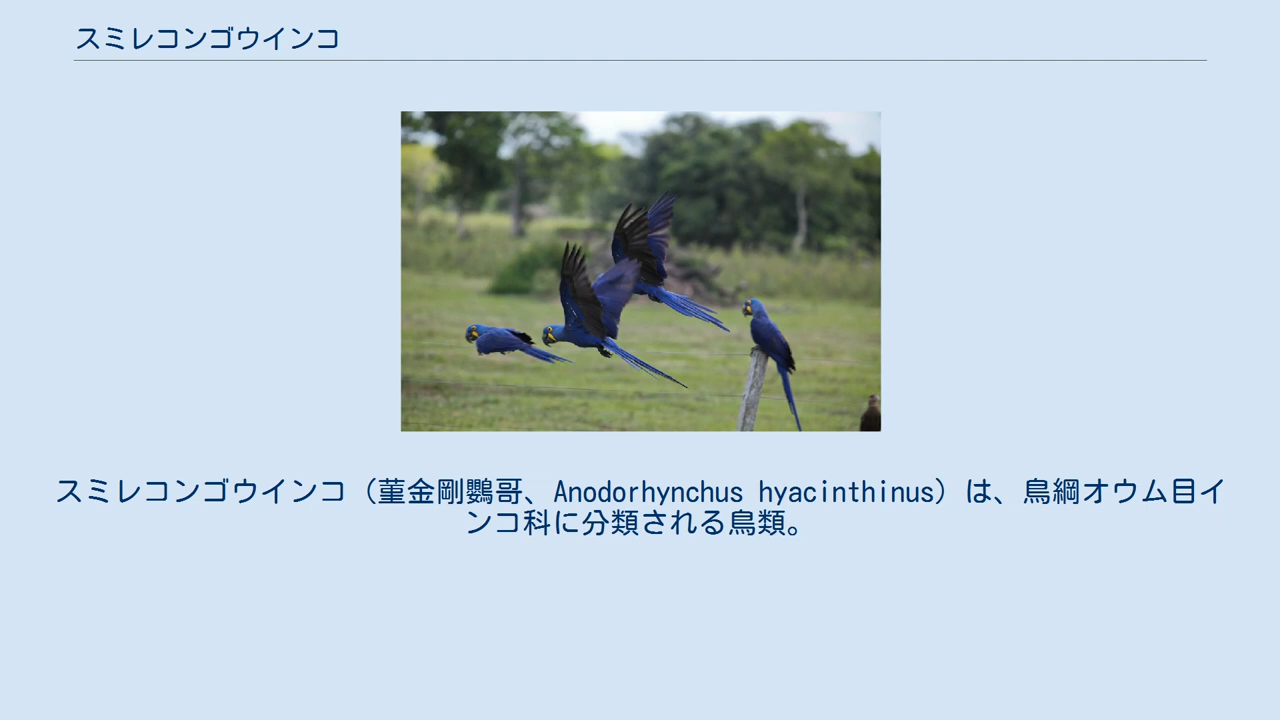 スミレコンゴウインコ
スミレコンゴウインコ（菫金剛鸚哥、Anodorhynchus hyacinthinus）は、鳥綱オウム目イ
ンコ科に分類される鳥類。